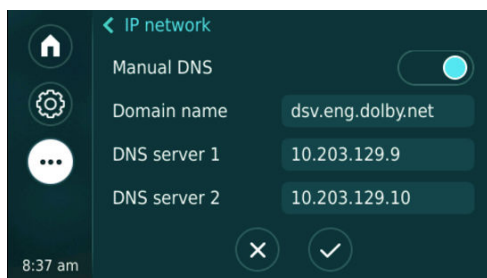 IP network
Manual DNS
Domain name dsv.eng.dolby.net
DNS server 1 10.203.129.9
DNS server 2 10.203.129.10
8:37 am